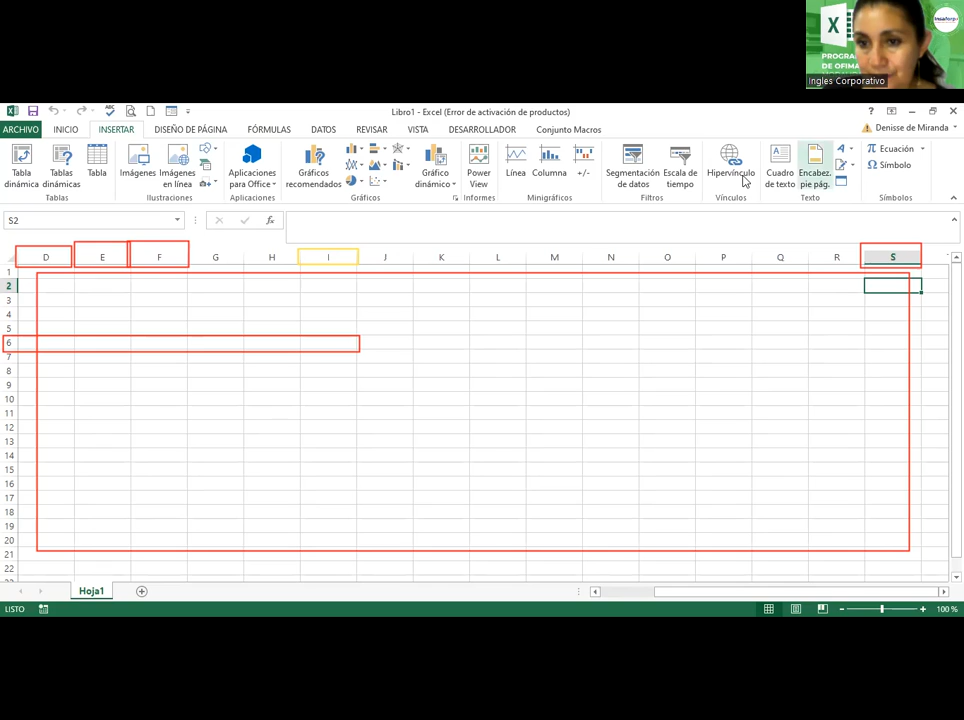 PROGRA
DE OFIMA
Ingles Corporativo
Libro1 - Excel (Error de activación de productos)
ARCHIVO INICIO INSERTAR DISEÑO DE PÁGINA FÓRMULAS DATOS REVISAR VISTA DESARROLLADOR Conjunto Macros Denisse de Miranda
Tabla dinámica
Tablas dinámicas
Tabla
Imágenes
Imágenes en línea
Aplicaciones para Office
Gráficos recomendados
Gráfico dinámico
Power View
Línea
Columna
+/-
Segmentación de datos
Escala de tiempo
Hipervínculo
Cuadro de texto
Encabez. pie pág.
π Ecuación
Ω Símbolo
Tablas Ilustraciones Aplicaciones Gráficos Informes Minigráficos Filtros Vínculos Texto Símbolos
S2 fx
D E F G H I J K L M N O P Q R S
1
2
3
4
5
6
7
8
9
10
11
12
13
14
15
16
17
18
19
20
21
22
Hoja1
LISTO 100 %